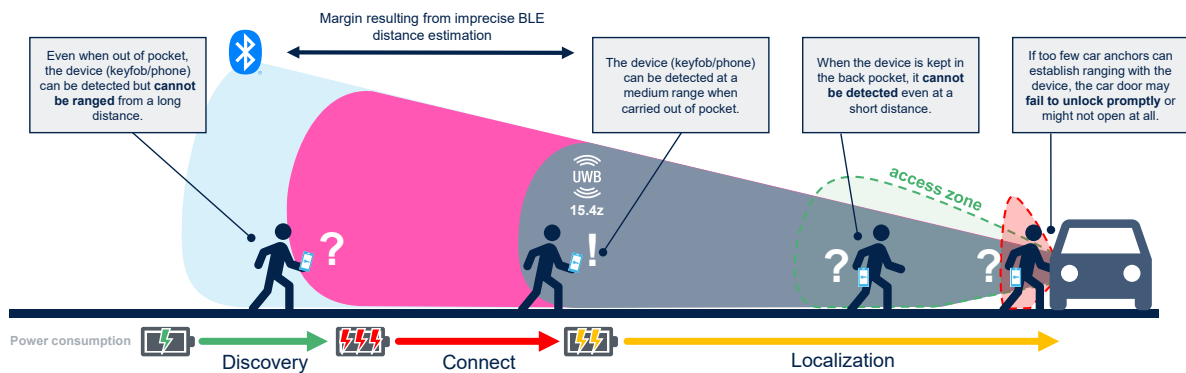 Margin resulting from imprecise BLE
distance estimation
Even when out of pocket,
the device (keyfob/phone)
can be detected but cannot
be ranged from a long
distance.
The device (keyfob/phone)
can be detected at a
medium range when
carried out of pocket.
When the device is kept in
the back pocket, it cannot
be detected even at a
short distance.
If too few car anchors can
establish ranging with the
device, the car door may
fail to unlock promptly or
might not open at all.
UWB
15.4z
access zone
?
!
?
?
Power consumption
Discovery
Connect
Localization